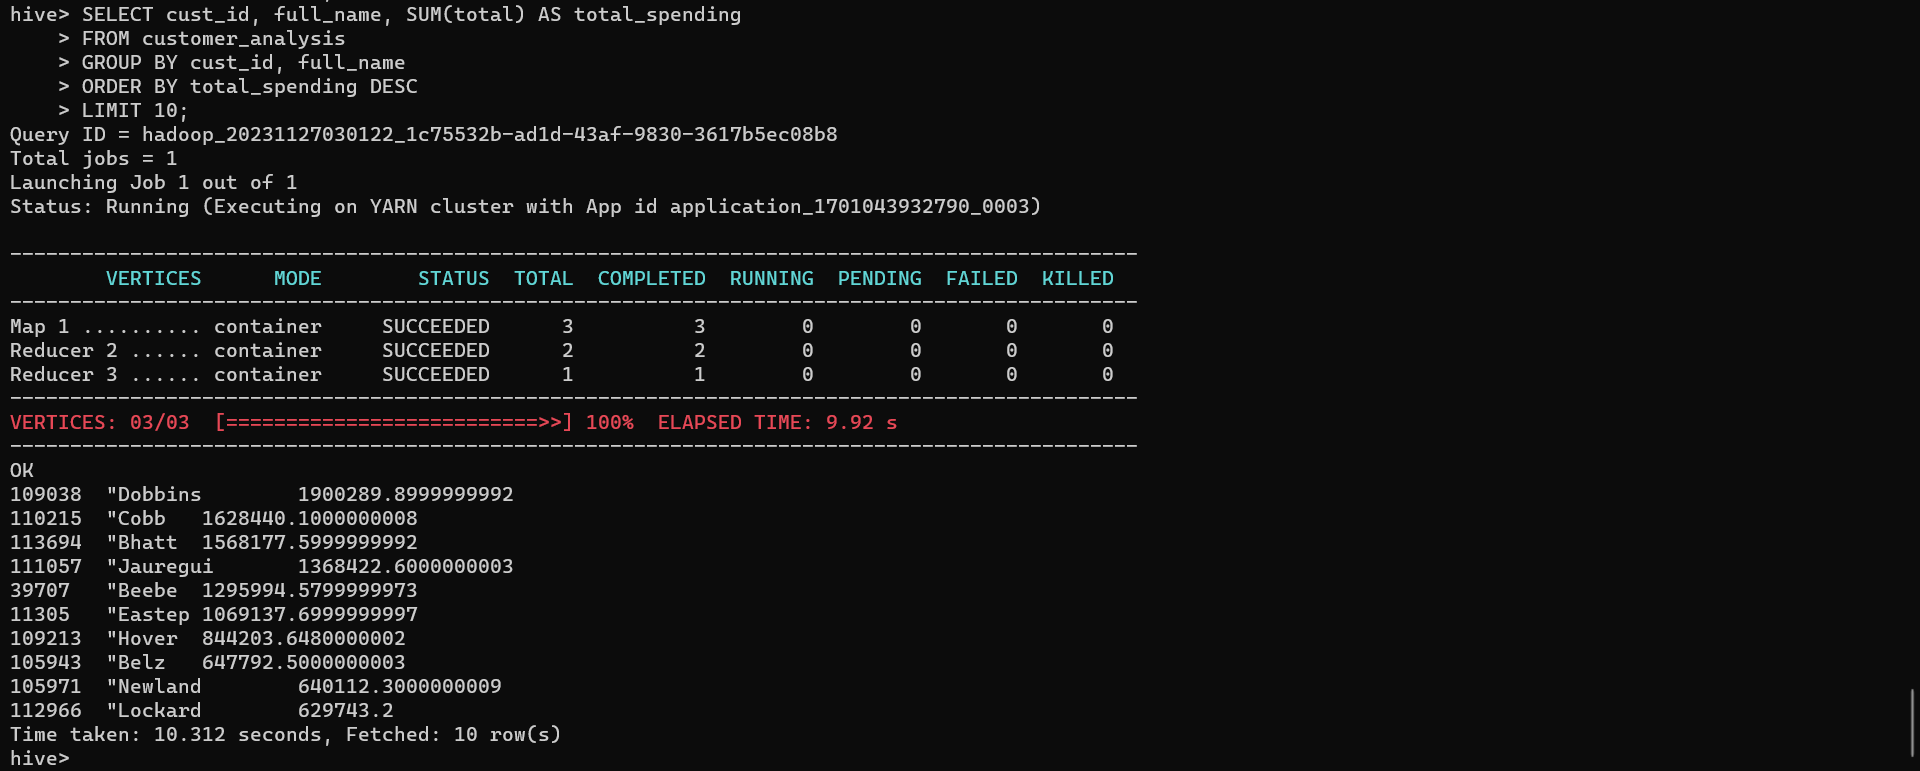 hive> SELECT cust_id, full_name, SUM(total) AS total_spending
    > FROM customer_analysis
    > GROUP BY cust_id, full_name
    > ORDER BY total_spending DESC
    > LIMIT 10;
Query ID = hadoop_20231127030122_1c75532b-ad1d-43af-9830-3617b5ec08b8
Total jobs = 1
Launching Job 1 out of 1
Status: Running (Executing on YARN cluster with App id application_1701043932790_0003)

----------------------------------------------------------------------------------------------
        VERTICES      MODE        STATUS  TOTAL  COMPLETED  RUNNING  PENDING  FAILED  KILLED
----------------------------------------------------------------------------------------------
Map 1 .......... container     SUCCEEDED      3          3        0        0       0       0
Reducer 2 ...... container     SUCCEEDED      2          2        0        0       0       0
Reducer 3 ...... container     SUCCEEDED      1          1        0        0       0       0
----------------------------------------------------------------------------------------------
VERTICES: 03/03  [==========================>>] 100%  ELAPSED TIME: 9.92 s
----------------------------------------------------------------------------------------------
OK
109038  "Dobbins        1900289.8999999992
110215  "Cobb   1628440.1000000008
113694  "Bhatt  1568177.5999999992
111057  "Jauregui       1368422.6000000003
39707   "Beebe  1295994.5799999973
11305   "Eastep 1069137.6999999997
109213  "Hover  844203.6480000002
105943  "Belz   647792.5000000003
105971  "Newland        640112.3000000009
112966  "Lockard        629743.2
Time taken: 10.312 seconds, Fetched: 10 row(s)
hive>